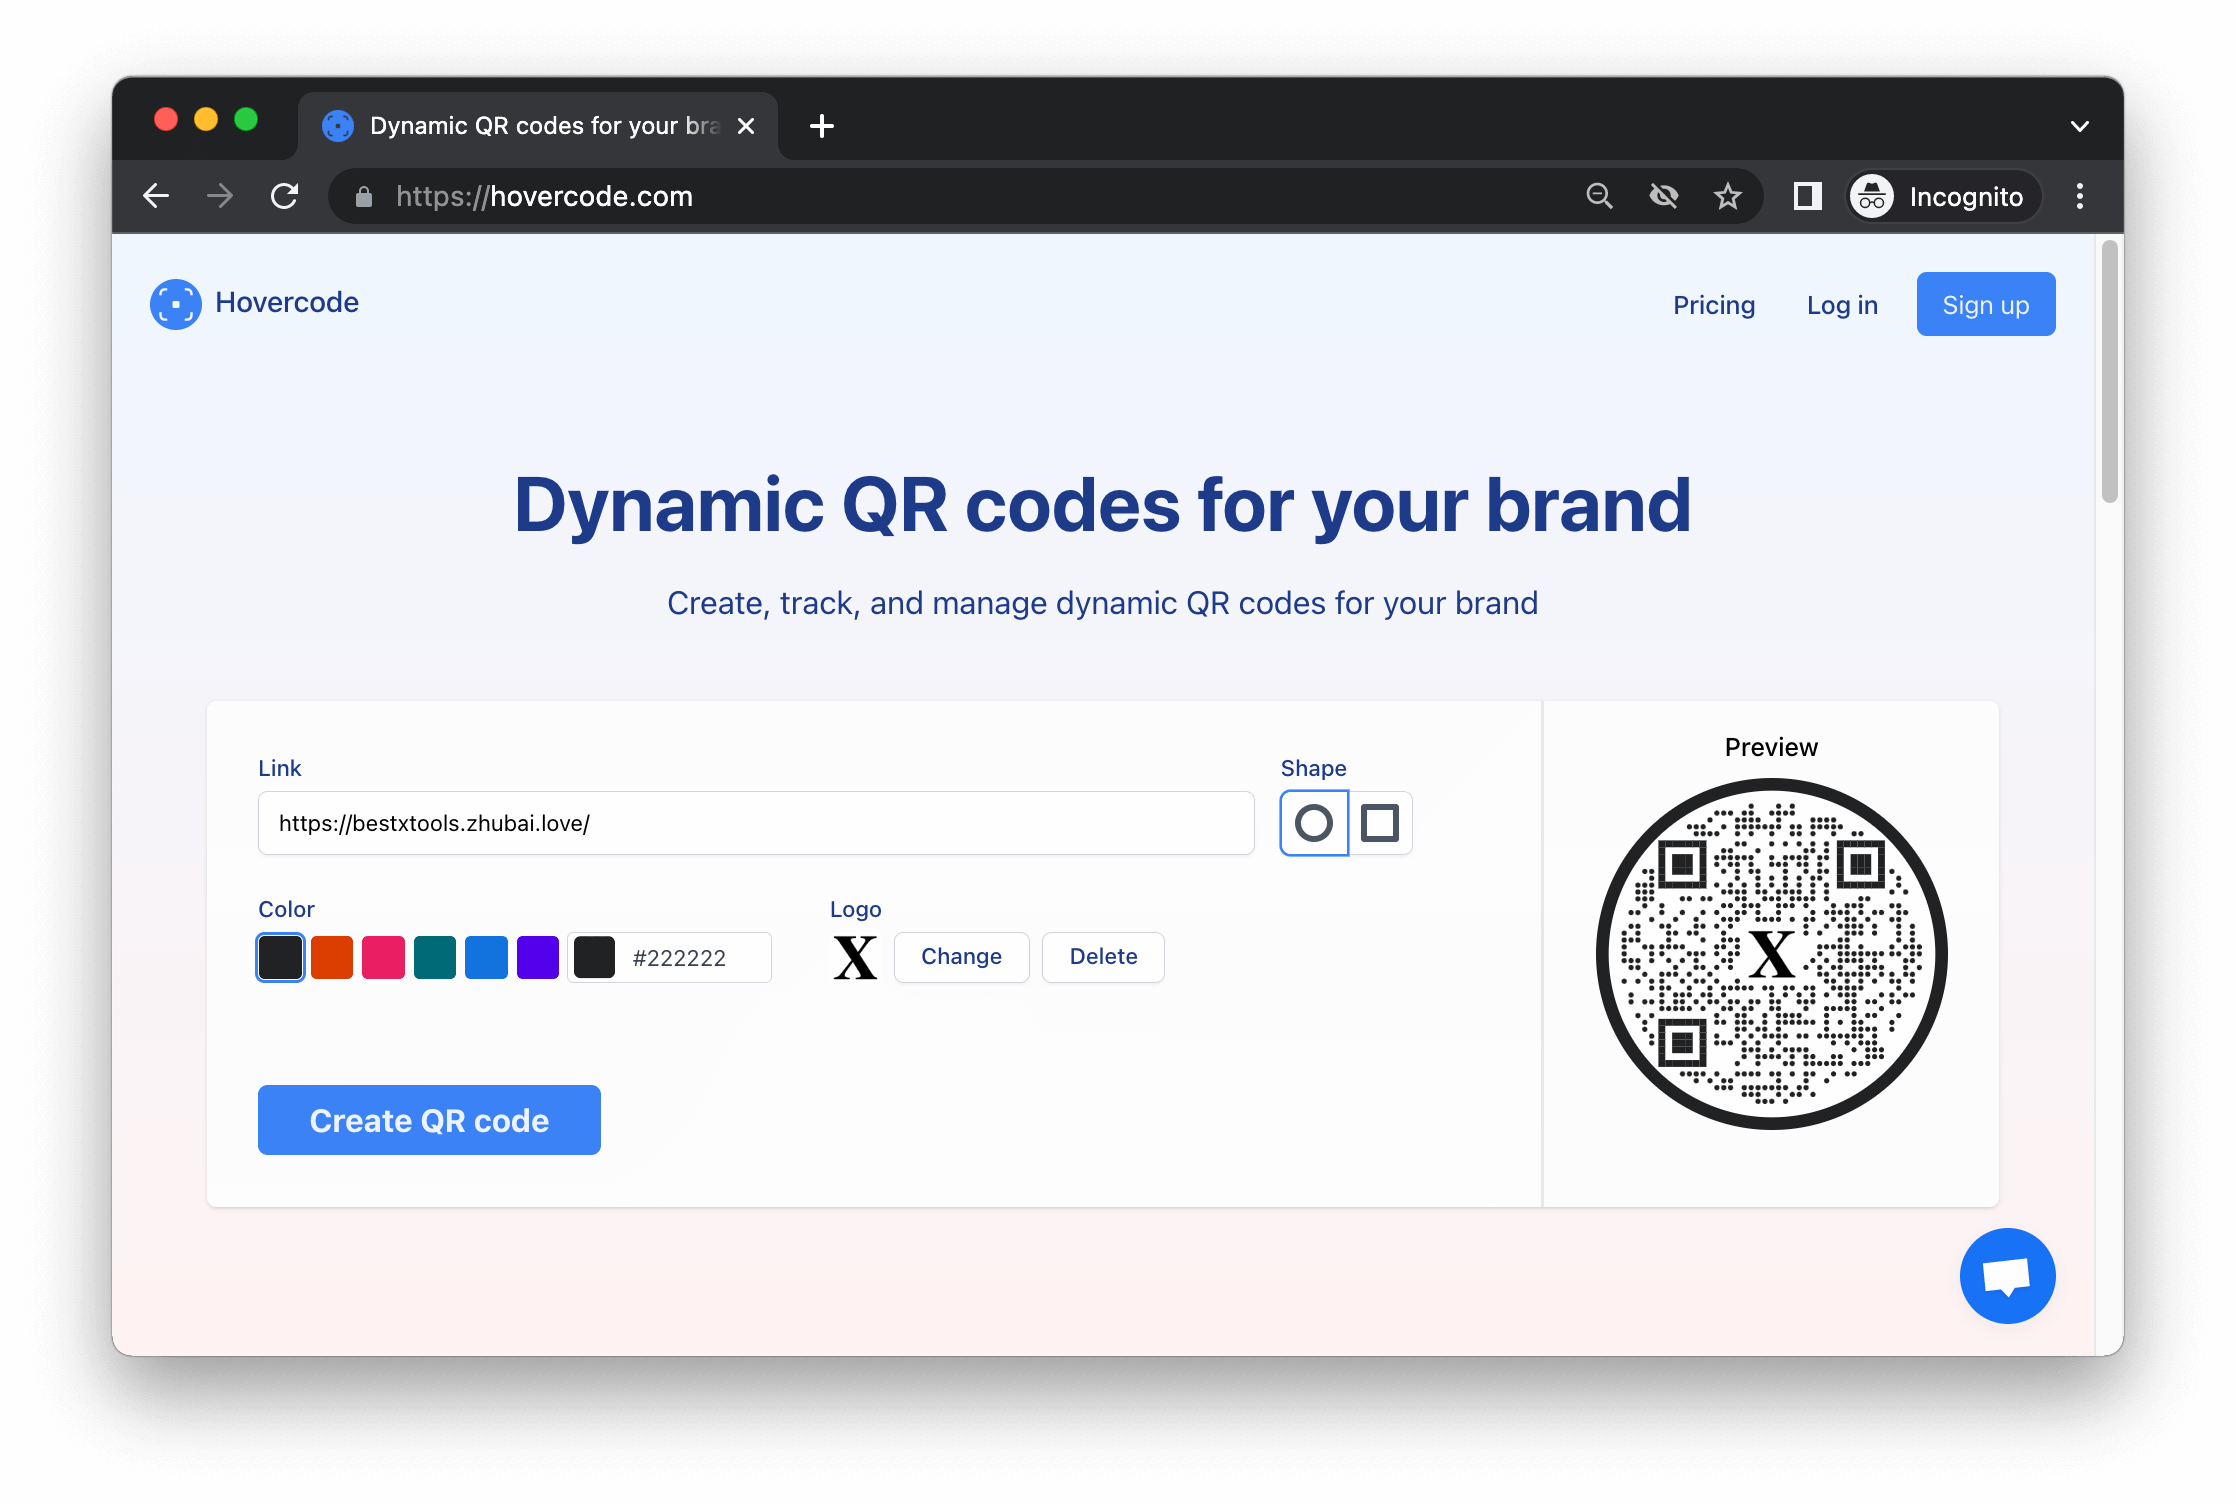 Dynamic QR codes for your bra
https://hovercode.com
Incognito
Hovercode
Pricing
Log in
Sign up
Dynamic QR codes for your brand
Create, track, and manage dynamic QR codes for your brand
Link
Shape
https://bestxtools.zhubai.love/
Color
Logo
#222222
X
Change
Delete
Create QR code
Preview
X